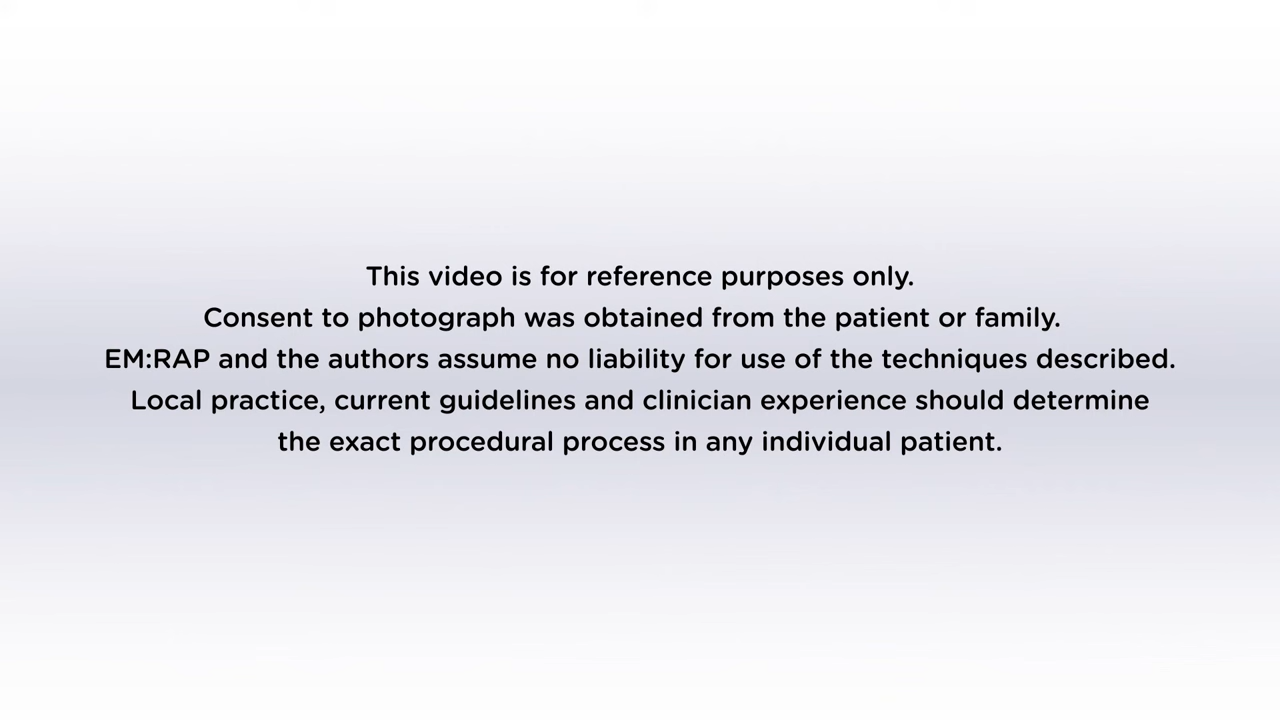 This video is for reference purposes only.
Consent to photograph was obtained from the patient or family.
EM:RAP and the authors assume no liability for use of the techniques described.
Local practice, current guidelines and clinician experience should determine
the exact procedural process in any individual patient.